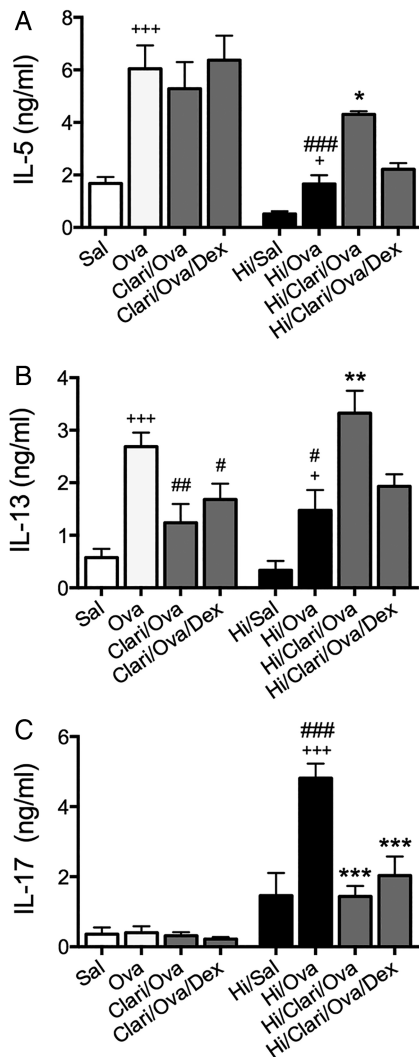 A
IL-5 (ng/ml)
8
6
4
2
0
+++
###
+
*
Sal
Ova
Clari/Ova
Clari/Ova/Dex
Hi/Sal
Hi/Ova
Hi/Clari/Ova
Hi/Clari/Ova/Dex
B
IL-13 (ng/ml)
4
3
2
1
0
+++
##
#
#
+
**
Sal
Ova
Clari/Ova
Clari/Ova/Dex
Hi/Sal
Hi/Ova
Hi/Clari/Ova
Hi/Clari/Ova/Dex
C
IL-17 (ng/ml)
6
4
2
0
###
+++
***
***
Sal
Ova
Clari/Ova
Clari/Ova/Dex
Hi/Sal
Hi/Ova
Hi/Clari/Ova
Hi/Clari/Ova/Dex